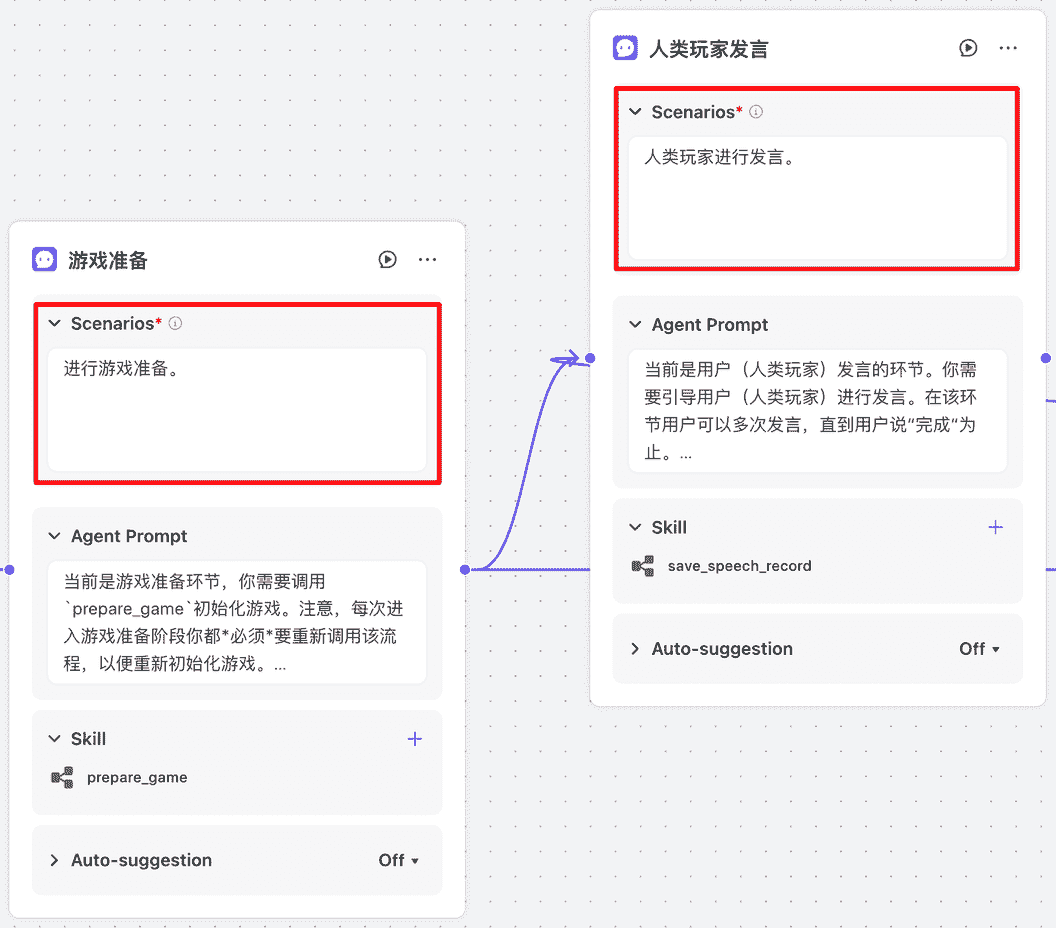 人类玩家发言
Scenarios*
人类玩家进行发言。
Agent Prompt
当前是用户（人类玩家）发言的环节。你需
要引导用户（人类玩家）进行发言。在该环
节用户可以多次发言，直到用户说“完成“为
止。...
Skill
save_speech_record
Auto-suggestion
Off
游戏准备
Scenarios*
进行游戏准备。
Agent Prompt
当前是游戏准备环节，你需要调用
`prepare_game`初始化游戏。注意，每次进
入游戏准备阶段你都*必须*要重新调用该流
程，以便重新初始化游戏。...
Skill
prepare_game
Auto-suggestion
Off